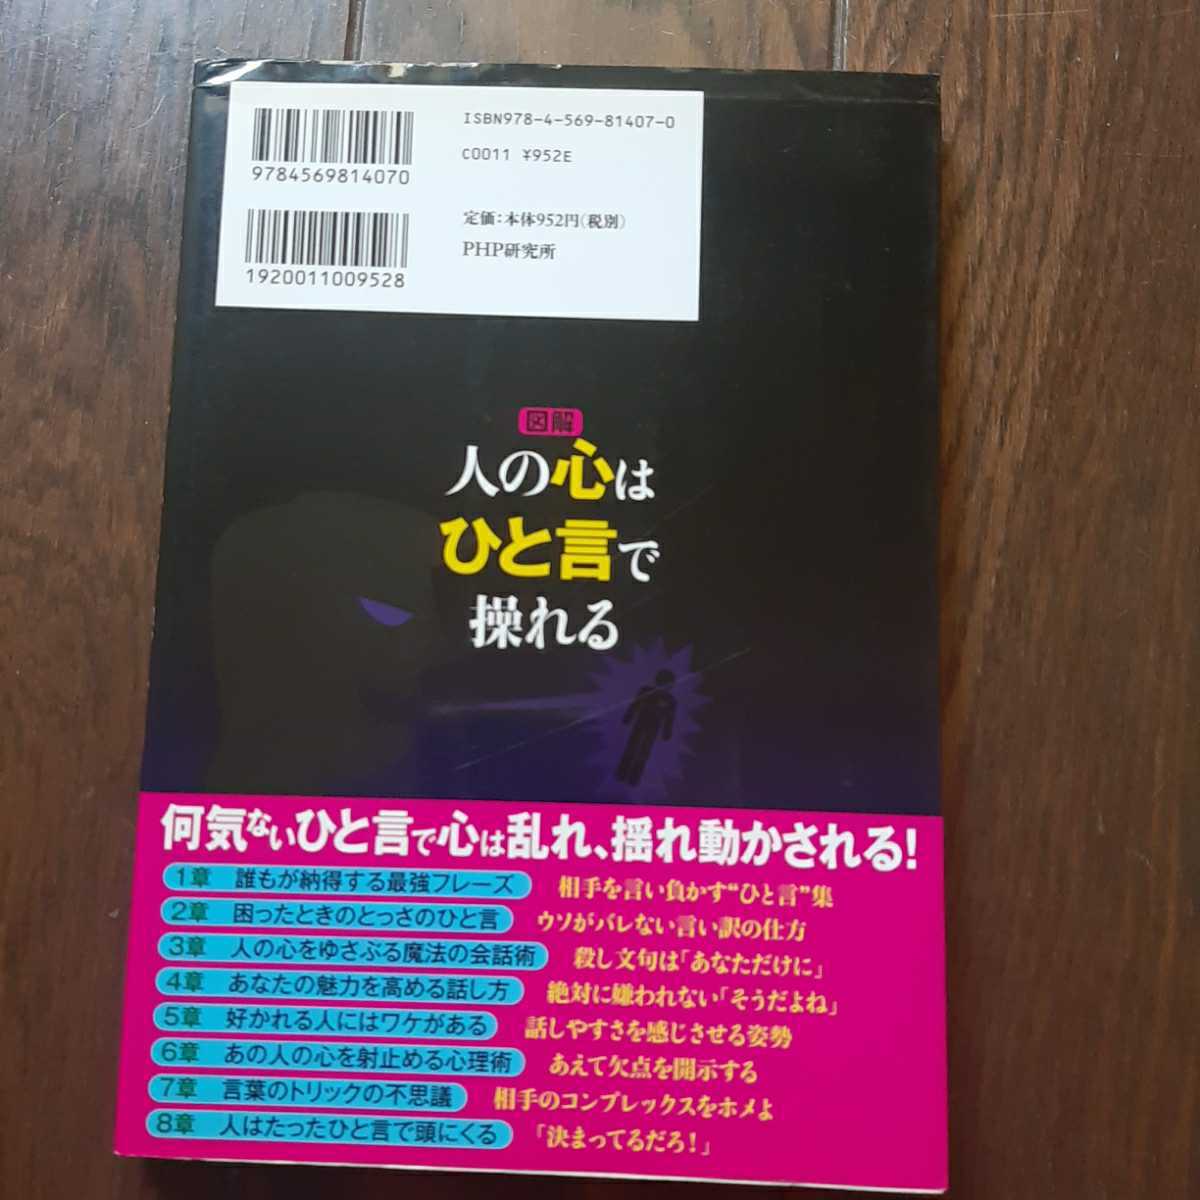 ISBN978-4-569-81407-0
C0011 ¥952E
9784569814070
定価：本体952円（税別）
PHP研究所
1920011009528
図解
人の心は
ひと言で
操れる
何気ないひと言で心は乱れ、揺れ動かされる！
1章 誰もが納得する最強フレーズ 相手を言い負かす“ひと言”集
2章 困ったときのとっさのひと言 ウソがバレない言い訳の仕方
3章 人の心をゆさぶる魔法の会話術 殺し文句は「あなただけに」
4章 あなたの魅力を高める話し方 絶対に嫌われない「そうだよね」
5章 好かれる人にはワケがある 話しやすさを感じさせる姿勢
6章 あの人の心を射止める心理術 あえて欠点を開示する
7章 言葉のトリックの不思議 相手のコンプレックスをホメよ
8章 人はたったひと言で頭にくる 「決まってるだろ！」